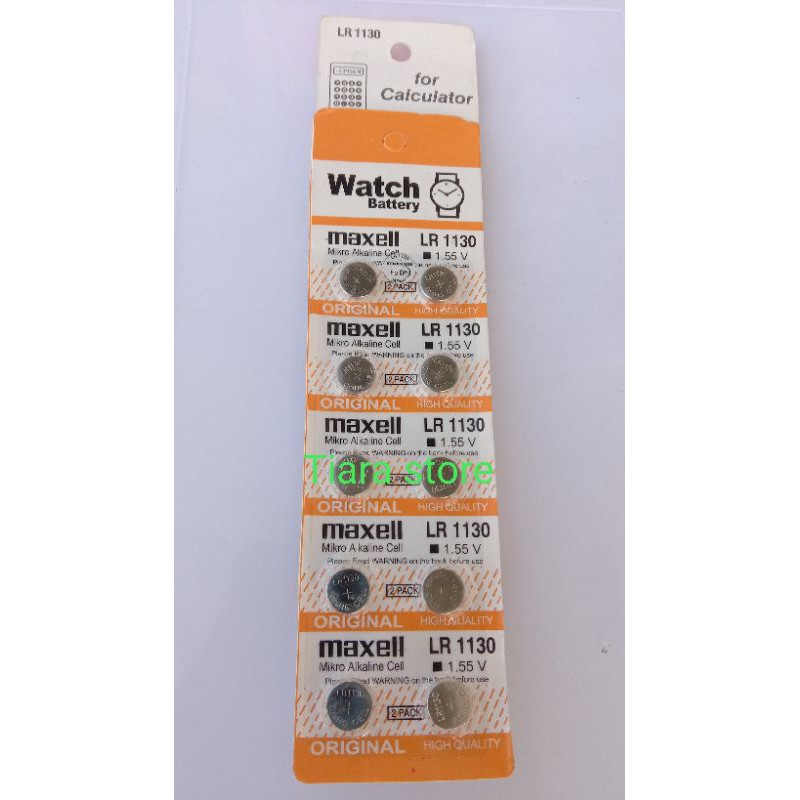 LR 1130
for
Calculator
Watch
Battery
maxell LR 1130
Mikro Alkaline Cell 1.55 V
2 PACK
ORIGINAL HIGH QUALITY
maxell LR 1130
Mikro Alkaline Cell 1.55 V
Please Read WARNING on the back before use
2 PACK
ORIGINAL HIGH QUALITY
maxell LR 1130
Mikro Alkaline Cell 1.55 V
Please Read WARNING on the back before use
Tiara store
2 PACK
ORIGINAL HIGH QUALITY
maxell LR 1130
Mikro Alkaline Cell 1.55 V
Please Read WARNING on the back before use
LR1130
2 PACK
ORIGINAL HIGH QUALITY
maxell LR 1130
Mikro Alkaline Cell 1.55 V
Please Read WARNING on the back before use
2 PACK
ORIGINAL HIGH QUALITY